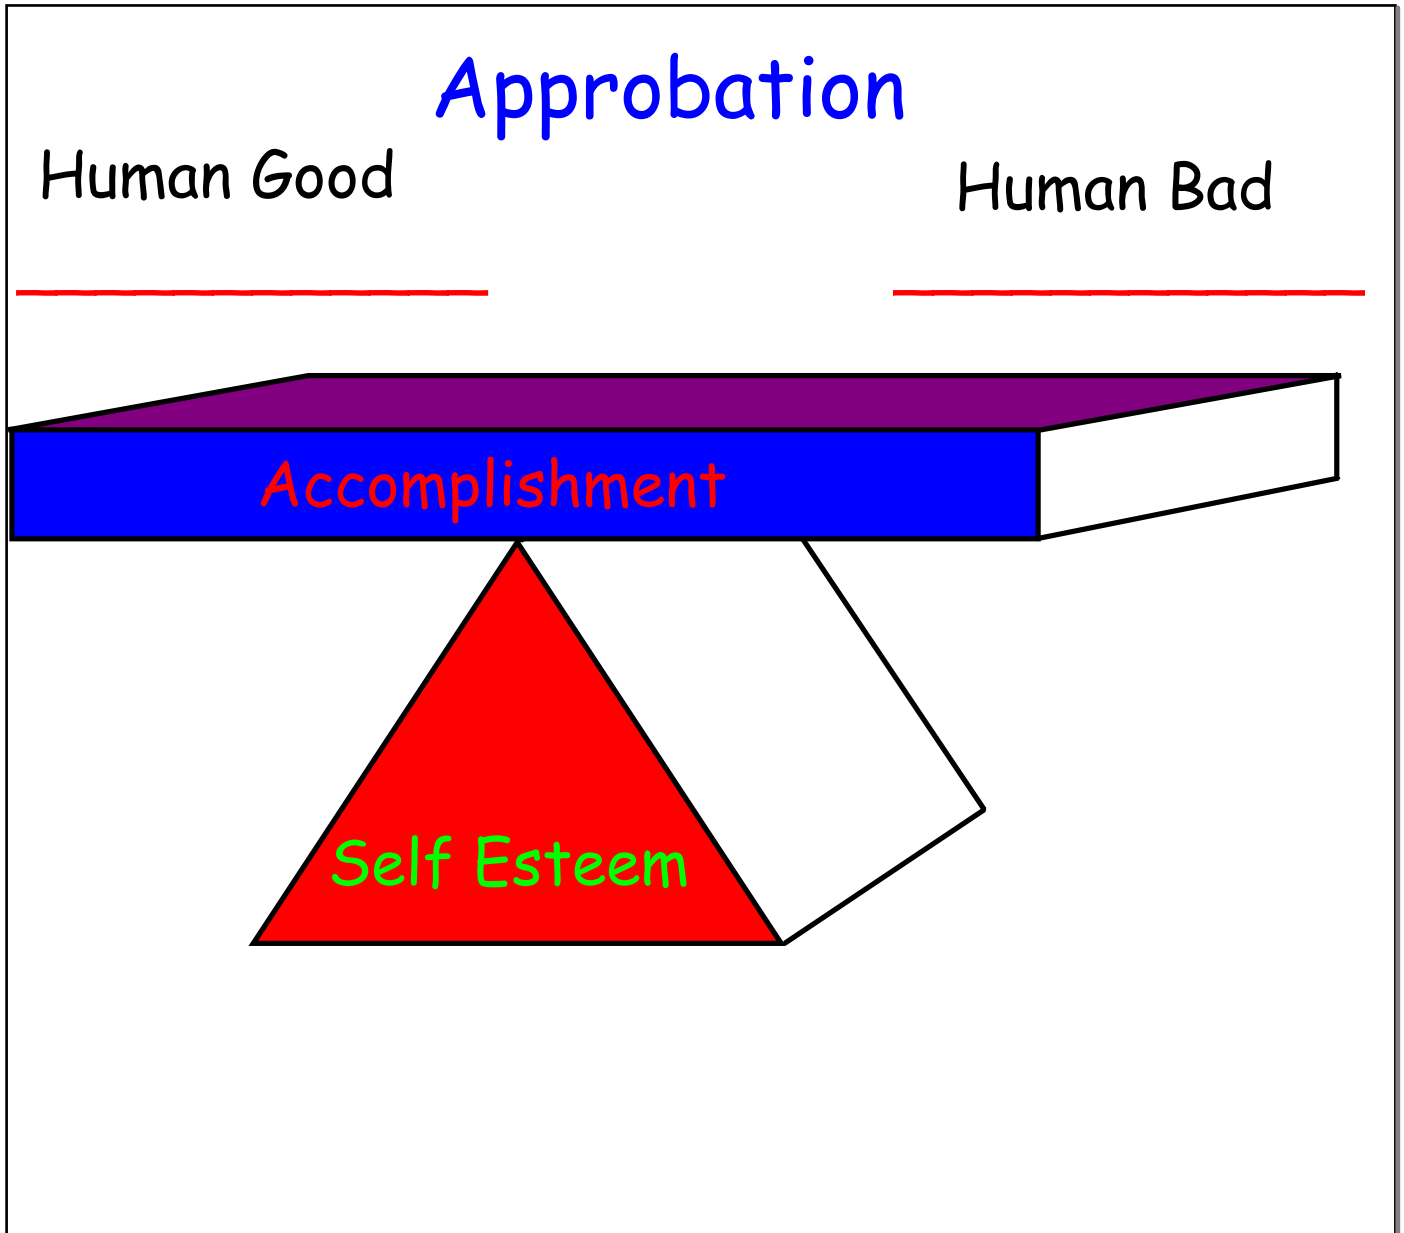 Approbation
Human Good
Human Bad
Accomplishment
Self Esteem